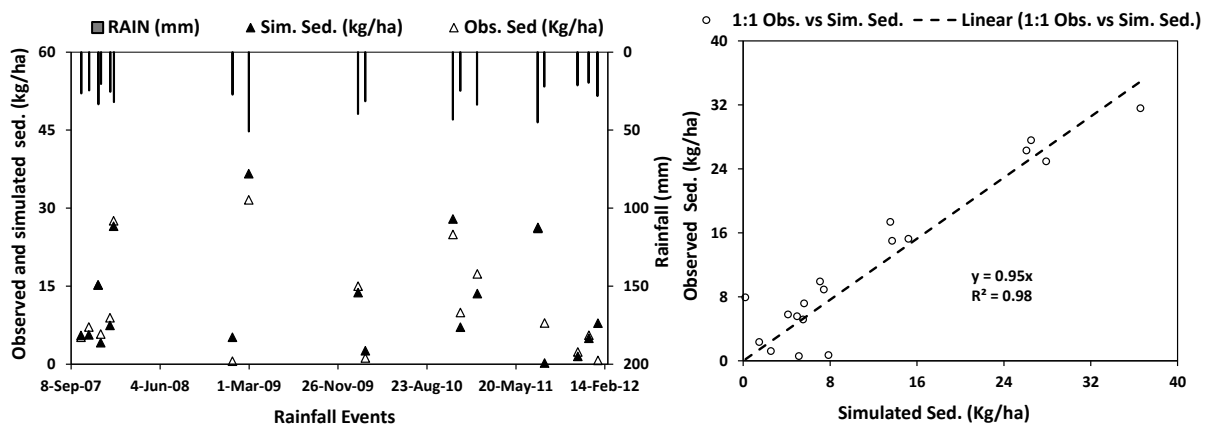 RAIN (mm) Sim. Sed. (kg/ha) Obs. Sed (Kg/ha)
Observed and simulated sed. (kg/ha)
60
45
30
15
0
0
50
100
150
200
Rainfall (mm)
8-Sep-07 4-Jun-08 1-Mar-09 26-Nov-09 23-Aug-10 20-May-11 14-Feb-12
Rainfall Events
1:1 Obs. vs Sim. Sed. Linear (1:1 Obs. vs Sim. Sed.)
Observed Sed. (kg/ha)
40
32
24
16
8
0
y = 0.95x
R² = 0.98
0 8 16 24 32 40
Simulated Sed. (Kg/ha)